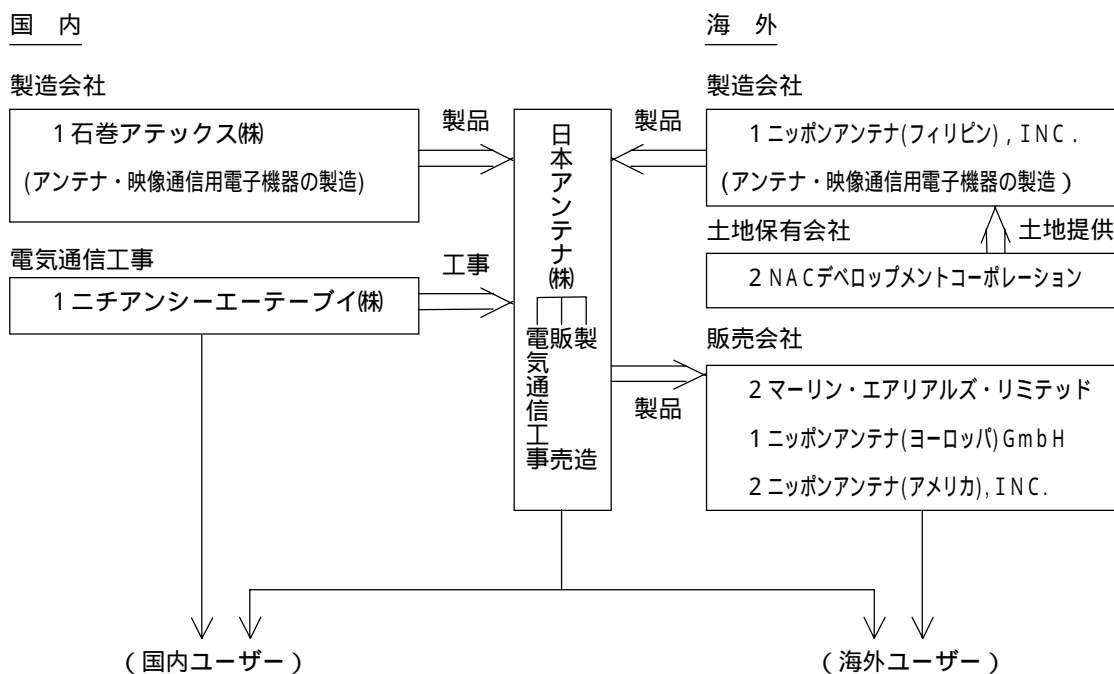 国 内
製造会社
1石巻アテックス㈱
(アンテナ・映像通信用電子機器の製造)
製品
電気通信工事
1ニチアンシーエーテーブイ㈱
工事
日本アンテナ㈱
製造
販売
電気通信工事
海 外
製造会社
製品
1ニッポンアンテナ(フィリピン),INC.
(アンテナ・映像通信用電子機器の製造)
土地保有会社
土地提供
2NACデベロップメントコーポレーション
販売会社
製品
2マーリン・エアリアルズ・リミテッド
1ニッポンアンテナ(ヨーロッパ)GmbH
2ニッポンアンテナ(アメリカ),INC.
(国内ユーザー)
(海外ユーザー)